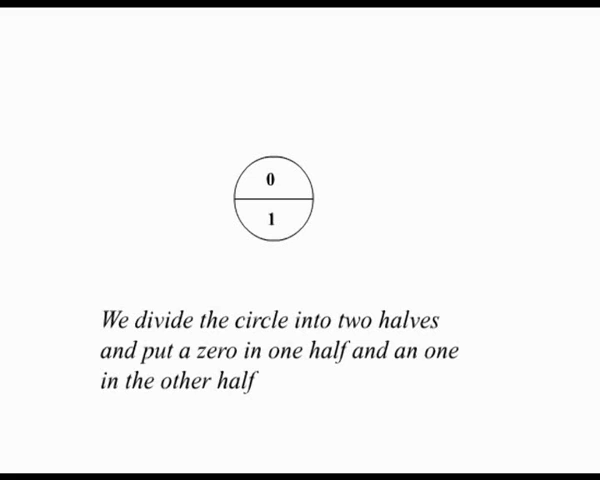 0
1
We divide the circle into two halves
and put a zero in one half and an one
in the other half